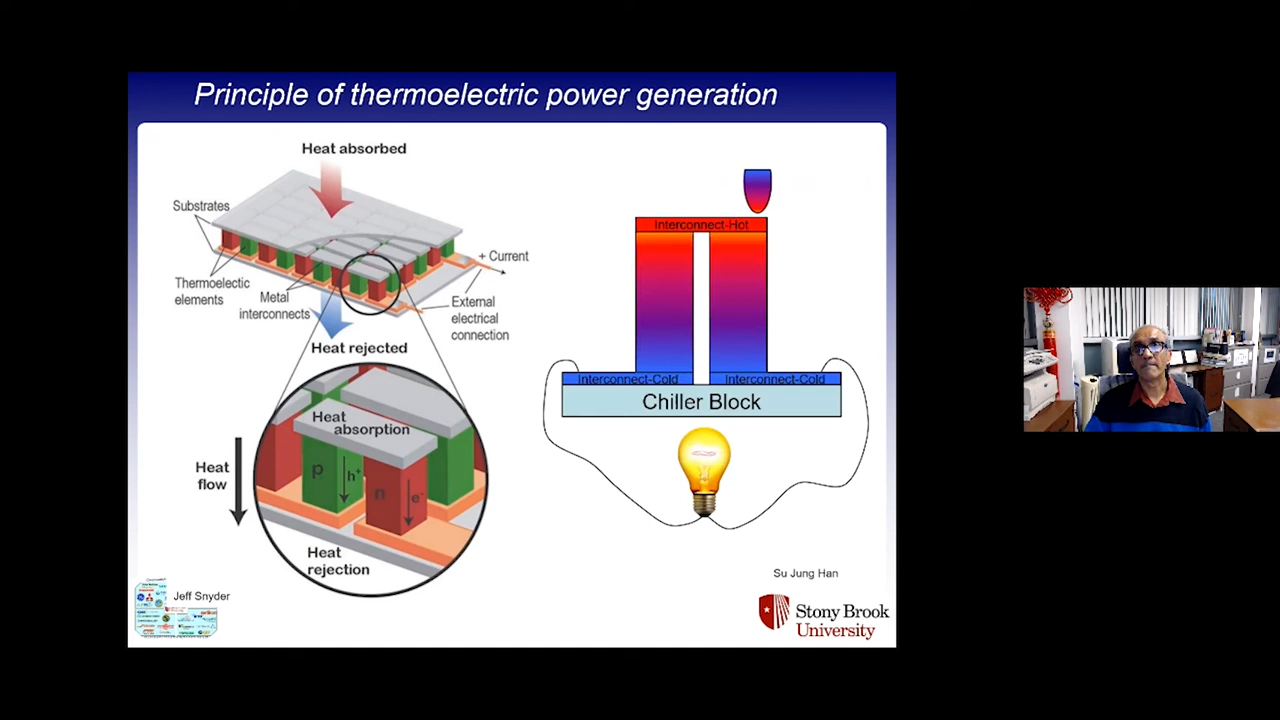 Principle of thermoelectric power generation
Heat absorbed
Substrates
+ Current
Thermoelectic
elements
Metal
interconnects
External
electrical
connection
Heat rejected
Heat
absorption
p
h+
n
e-
Heat
flow
Heat
rejection
Jeff Snyder
Interconnect-Hot
Interconnect-Cold
Interconnect-Cold
Chiller Block
Su Jung Han
Stony Brook
University